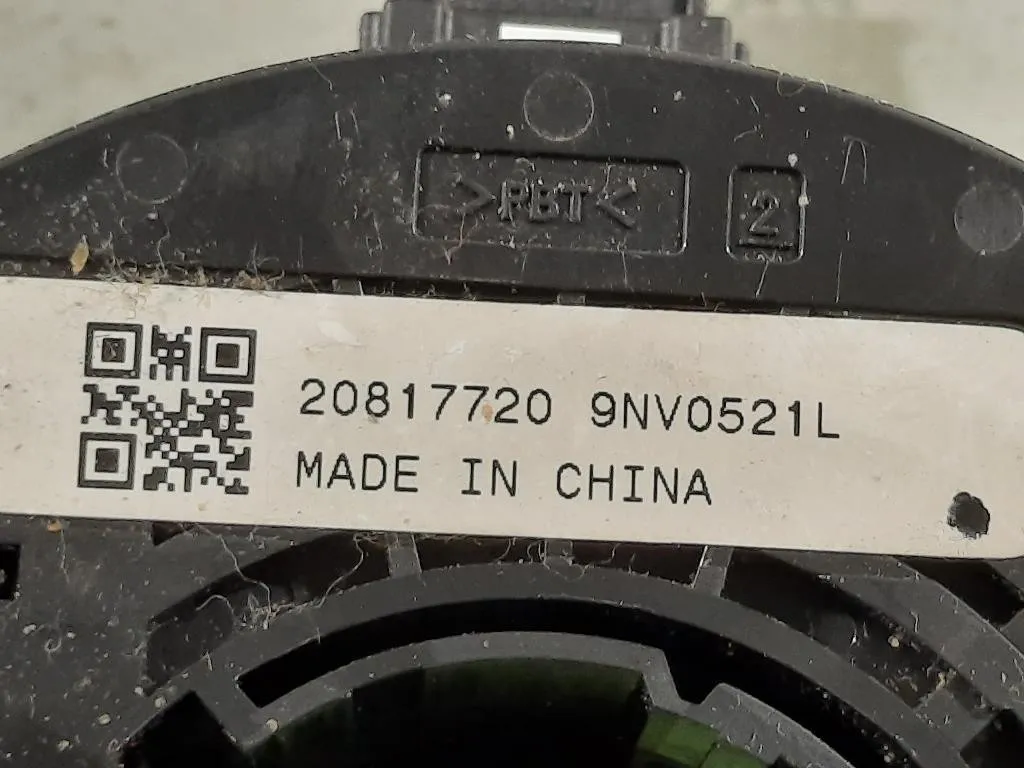 >PBT<
2
20817720 9NV0521L
MADE IN CHINA